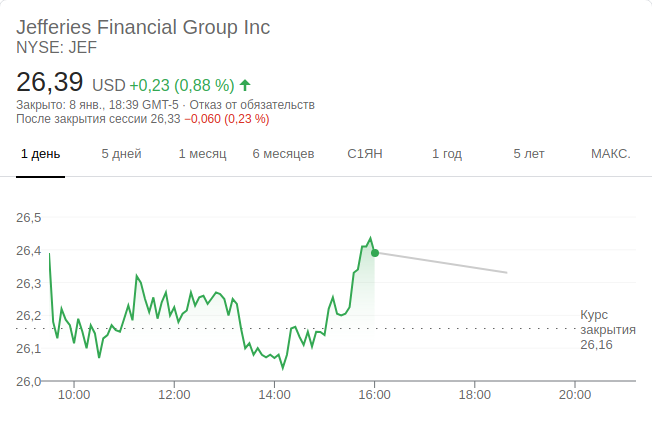 Jefferies Financial Group Inc
NYSE: JEF
26,39 USD +0,23 (0,88 %)
Закрыто: 8 янв., 18:39 GMT-5 · Отказ от обязательств
После закрытия сессии 26,33 −0,060 (0,23 %)
1 день 5 дней 1 месяц 6 месяцев С1ЯН 1 год 5 лет МАКС.
26,5
26,4
26,3
26,2
26,1
26,0
Курс
закрытия
26,16
10:00 12:00 14:00 16:00 18:00 20:00